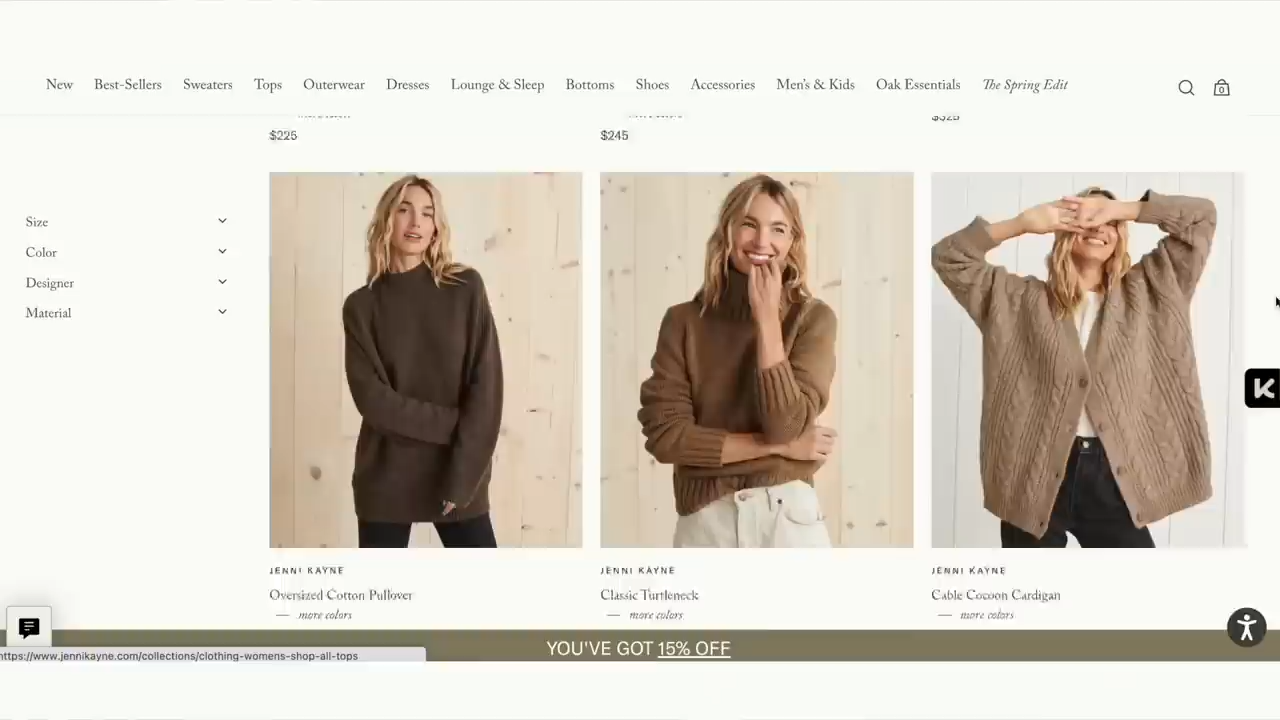 New Best-Sellers Sweaters Tops Outerwear Dresses Lounge & Sleep Bottoms Shoes Accessories Men's & Kids Oak Essentials The Spring Edit
0
$225 $245 $325
Size
Color
Designer
Material
JENNI KAYNE JENNI KAYNE JENNI KAYNE
Oversized Cotton Pullover Classic Turtleneck Cable Cocoon Cardigan
— more colors — more colors — more colors
YOU'VE GOT 15% OFF
https://www.jennikayne.com/collections/clothing-womens-shop-all-tops
K